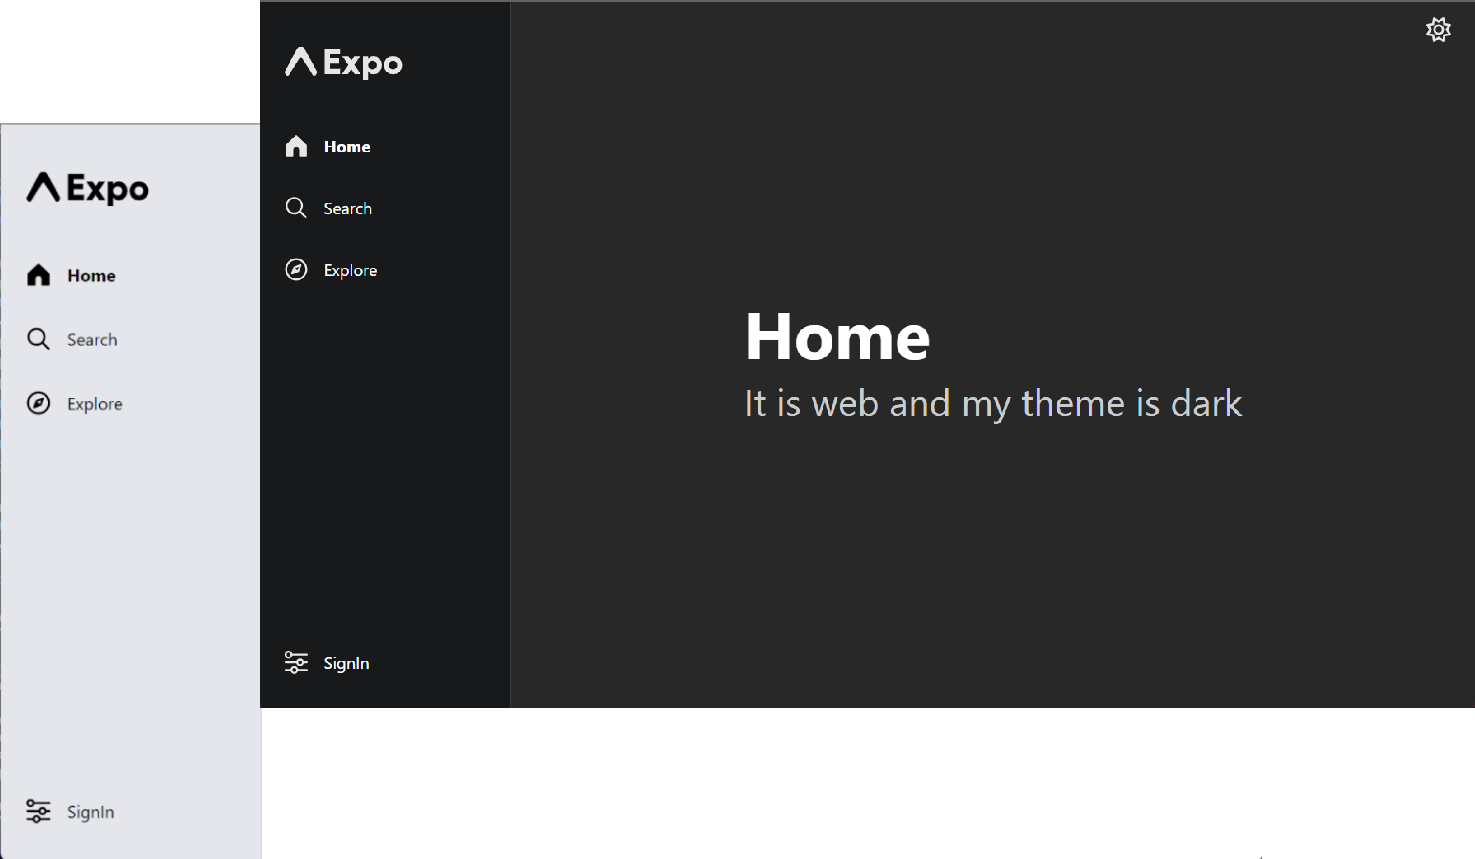 Expo
Home
Search
Explore
SignIn
Expo
Home
Search
Explore
SignIn
Home
It is web and my theme is dark